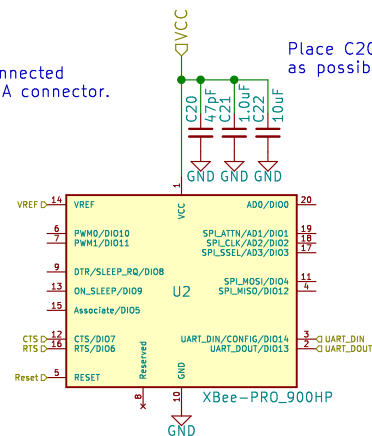 VCC
Place C20
as possib
nnected
A connector.
C20
47pF
C21
1.0uF
C22
10uF
GND GND GND
1
VREF 14 VREF VCC AD0/DIO0 20
6 PWM0/DIO10 SPI_ATTN/AD1/DIO1 19
7 PWM1/DIO11 SPI_CLK/AD2/DIO2 18
SPI_SSEL/AD3/DIO3 17
9 DTR/SLEEP_RQ/DIO8
SPI_MOSI/DIO4 11
13 ON_SLEEP/DIO9 U2 SPI_MISO/DIO12 4
15 Associate/DIO5
CTS 12 CTS/DIO7 UART_DIN/CONFIG/DIO14 3 UART_DIN
RTS 16 RTS/DIO6 UART_DOUT/DIO13 2 UART_DOUT
Reset 5 RESET Reserved GND
8 10
XBee-PRO_900HP
GND